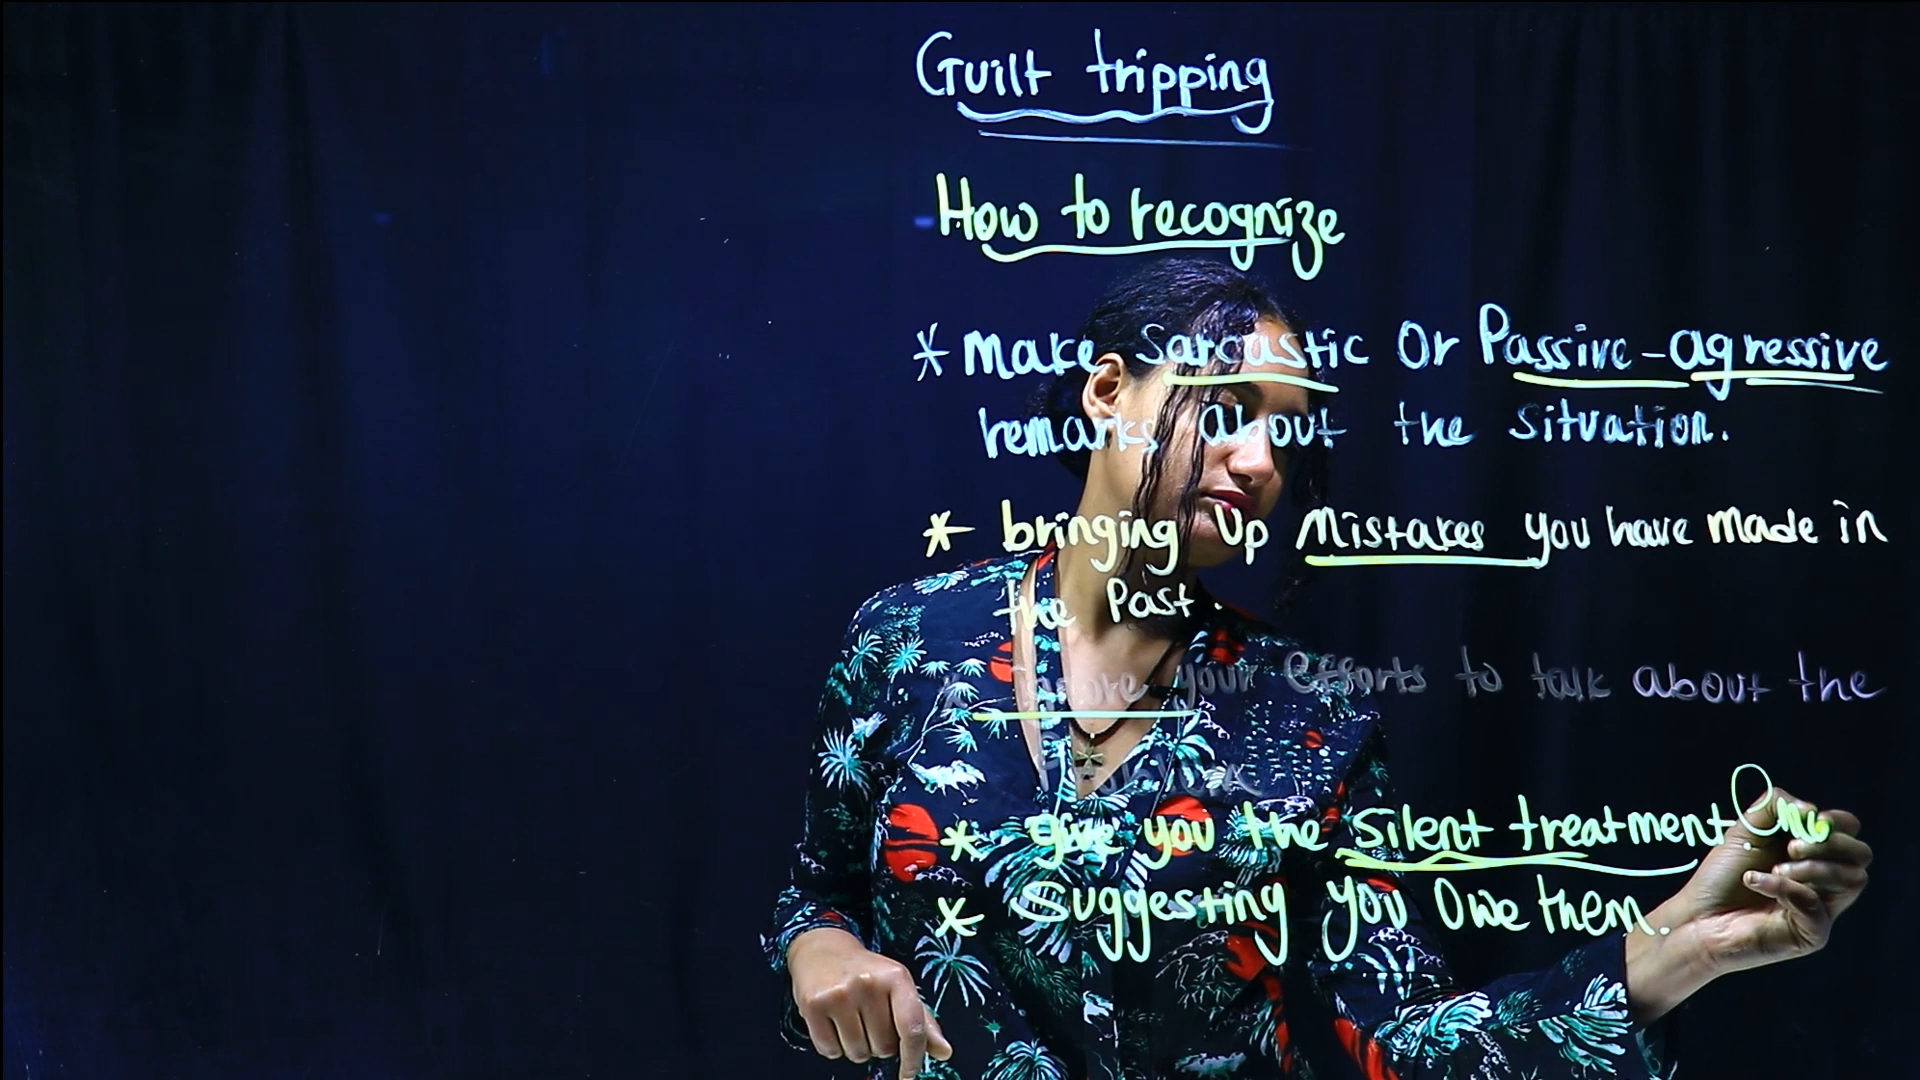 Guilt tripping
How to recognize
* Make Sarcastic or Passive-agressive
remarks about the situation.
* bringing Up Mistakes you have made in
the Past.
* ignore your efforts to talk about the
Problem
* give you the silent treatment.
* Suggesting you Owe them.